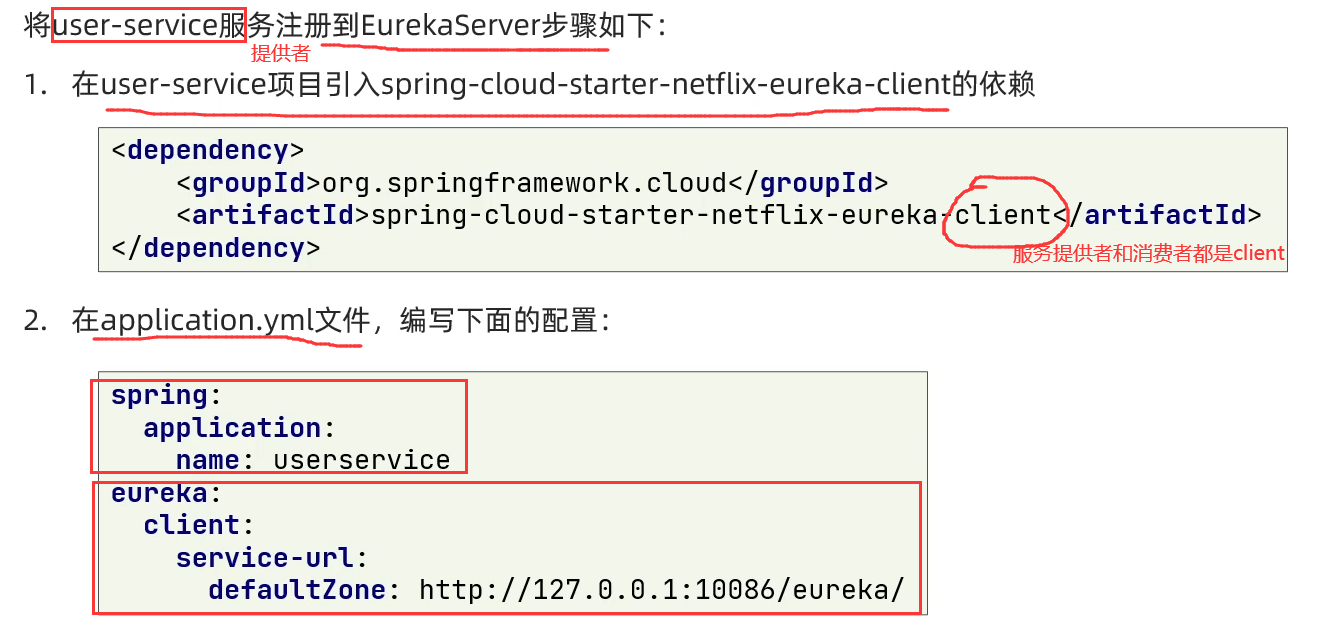 将user-service服务注册到EurekaServer步骤如下：
提供者
1. 在user-service项目引入spring-cloud-starter-netflix-eureka-client的依赖
<dependency>
    <groupId>org.springframework.cloud</groupId>
    <artifactId>spring-cloud-starter-netflix-eureka-client</artifactId>
</dependency>
服务提供者和消费者都是client
2. 在application.yml文件，编写下面的配置：
spring:
  application:
    name: userservice
eureka:
  client:
    service-url:
      defaultZone: http://127.0.0.1:10086/eureka/